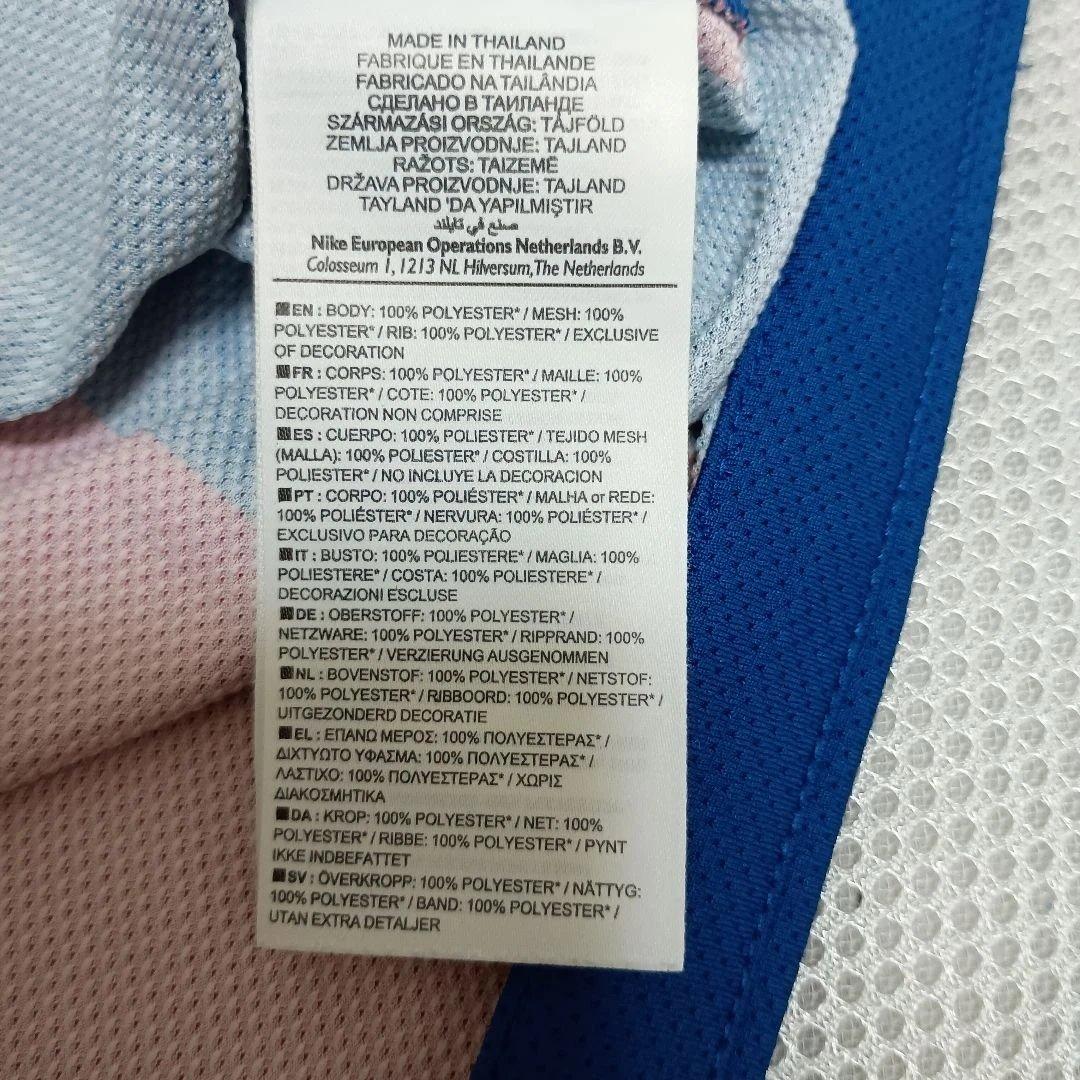 MADE IN THAILAND
FABRIQUE EN THAILANDE
FABRICADO NA TAILÂNDIA
СДЕЛАНО В ТАИЛАНДЕ
SZÁRMAZÁSI ORSZÁG: TÁJFÖLD
ZEMLJA PROIZVODNJE: TAJLAND
RAŽOTS: TAIZEMĒ
DRŽAVA PROIZVODNJE: TAJLAND
TAYLAND 'DA YAPILMIŞTIR
صنع في تايلند
Nike European Operations Netherlands B.V.
Colosseum 1, 1213 NL Hilversum, The Netherlands
EN : BODY: 100% POLYESTER* / MESH: 100%
POLYESTER* / RIB: 100% POLYESTER* / EXCLUSIVE
OF DECORATION
FR : CORPS: 100% POLYESTER* / MAILLE: 100%
POLYESTER* / COTE: 100% POLYESTER* /
DECORATION NON COMPRISE
ES : CUERPO: 100% POLIESTER* / TEJIDO MESH
(MALLA): 100% POLIESTER* / COSTILLA: 100%
POLIESTER* / NO INCLUYE LA DECORACION
PT : CORPO: 100% POLIÉSTER* / MALHA or REDE:
100% POLIÉSTER* / NERVURA: 100% POLIÉSTER* /
EXCLUSIVO PARA DECORAÇÃO
IT : BUSTO: 100% POLIESTERE* / MAGLIA: 100%
POLIESTERE* / COSTA: 100% POLIESTERE* /
DECORAZIONI ESCLUSE
DE : OBERSTOFF: 100% POLYESTER* /
NETZWARE: 100% POLYESTER* / RIPPRAND: 100%
POLYESTER* / VERZIERUNG AUSGENOMMEN
NL : BOVENSTOF: 100% POLYESTER* / NETSTOF:
100% POLYESTER* / RIBBOORD: 100% POLYESTER* /
UITGEZONDERD DECORATIE
EL : ΕΠΑΝΩ ΜΕΡΟΣ: 100% ΠΟΛΥΕΣΤΕΡΑΣ* /
ΔΙΧΤΥΩΤΟ ΥΦΑΣΜΑ: 100% ΠΟΛΥΕΣΤΕΡΑΣ* /
ΛΑΣΤΙΧΟ: 100% ΠΟΛΥΕΣΤΕΡΑΣ* / ΧΩΡΙΣ
ΔΙΑΚΟΣΜΗΤΙΚΑ
DA : KROP: 100% POLYESTER* / NET: 100%
POLYESTER* / RIBBE: 100% POLYESTER* / PYNT
IKKE INDBEFATTET
SV : ÖVERKROPP: 100% POLYESTER* / NÄTTYG:
100% POLYESTER* / BAND: 100% POLYESTER* /
UTAN EXTRA DETALJER